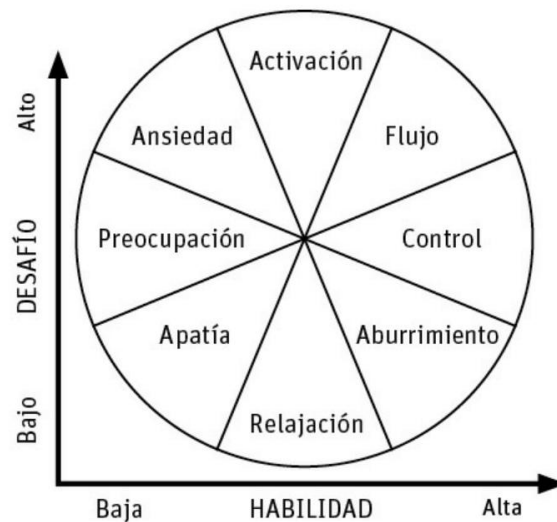 Activación
Alto
Ansiedad
Flujo
DESAFÍO
Preocupación
Control
Apatía
Aburrimiento
Bajo
Relajación
Baja
HABILIDAD
Alta